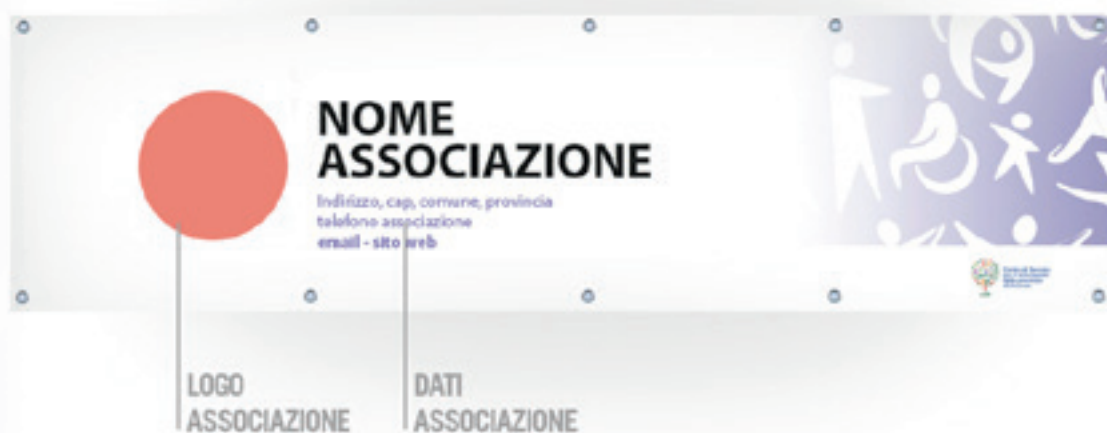 NOME
ASSOCIAZIONE
Indirizzo, cap, comune, provincia
telefono associazione
email - sito web
LOGO
ASSOCIAZIONE
DATI
ASSOCIAZIONE